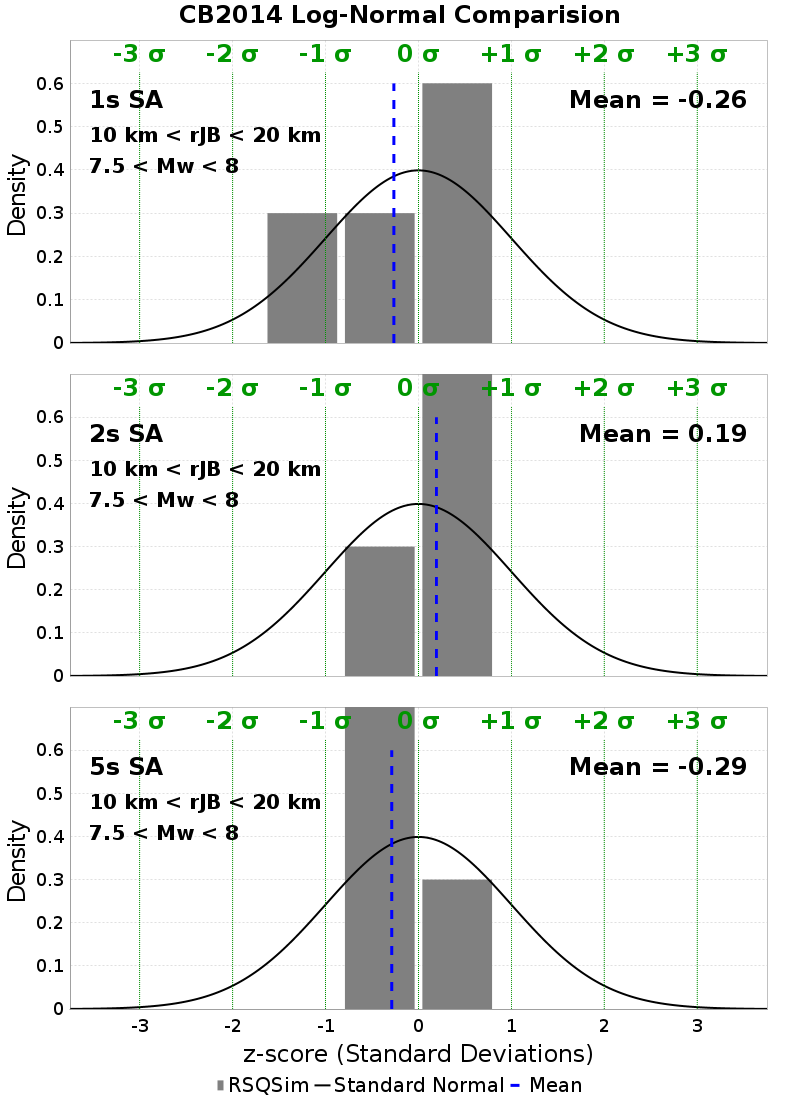 CB2014 Log-Normal Comparision
-3 σ -2 σ -1 σ 0 σ +1 σ +2 σ +3 σ
1s SA
Mean = -0.26
10 km < rJB < 20 km
7.5 < Mw < 8
Density
0.6
0.5
0.4
0.3
0.2
0.1
0
-3 σ -2 σ -1 σ 0 σ +1 σ +2 σ +3 σ
2s SA
Mean = 0.19
10 km < rJB < 20 km
7.5 < Mw < 8
Density
0.6
0.5
0.4
0.3
0.2
0.1
0
-3 σ -2 σ -1 σ 0 σ +1 σ +2 σ +3 σ
5s SA
Mean = -0.29
10 km < rJB < 20 km
7.5 < Mw < 8
Density
0.6
0.5
0.4
0.3
0.2
0.1
0
-3 -2 -1 0 1 2 3
z-score (Standard Deviations)
RSQSim Standard Normal Mean